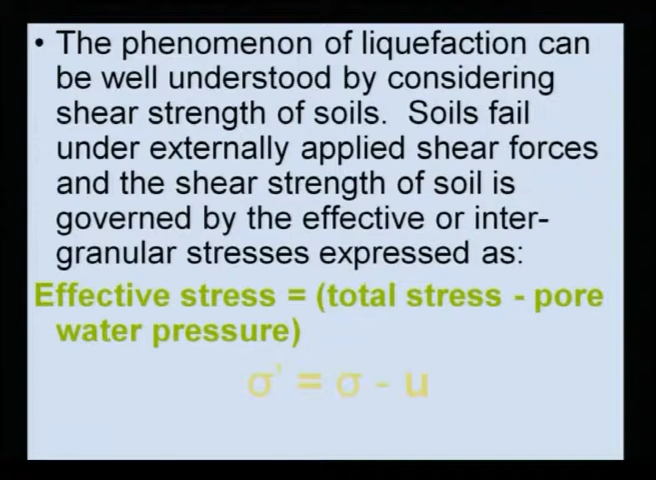 • The phenomenon of liquefaction can
be well understood by considering
shear strength of soils.  Soils fail
under externally applied shear forces
and the shear strength of soil is
governed by the effective or inter-
granular stresses expressed as:
Effective stress = (total stress - pore
water pressure)
σ' = σ - u